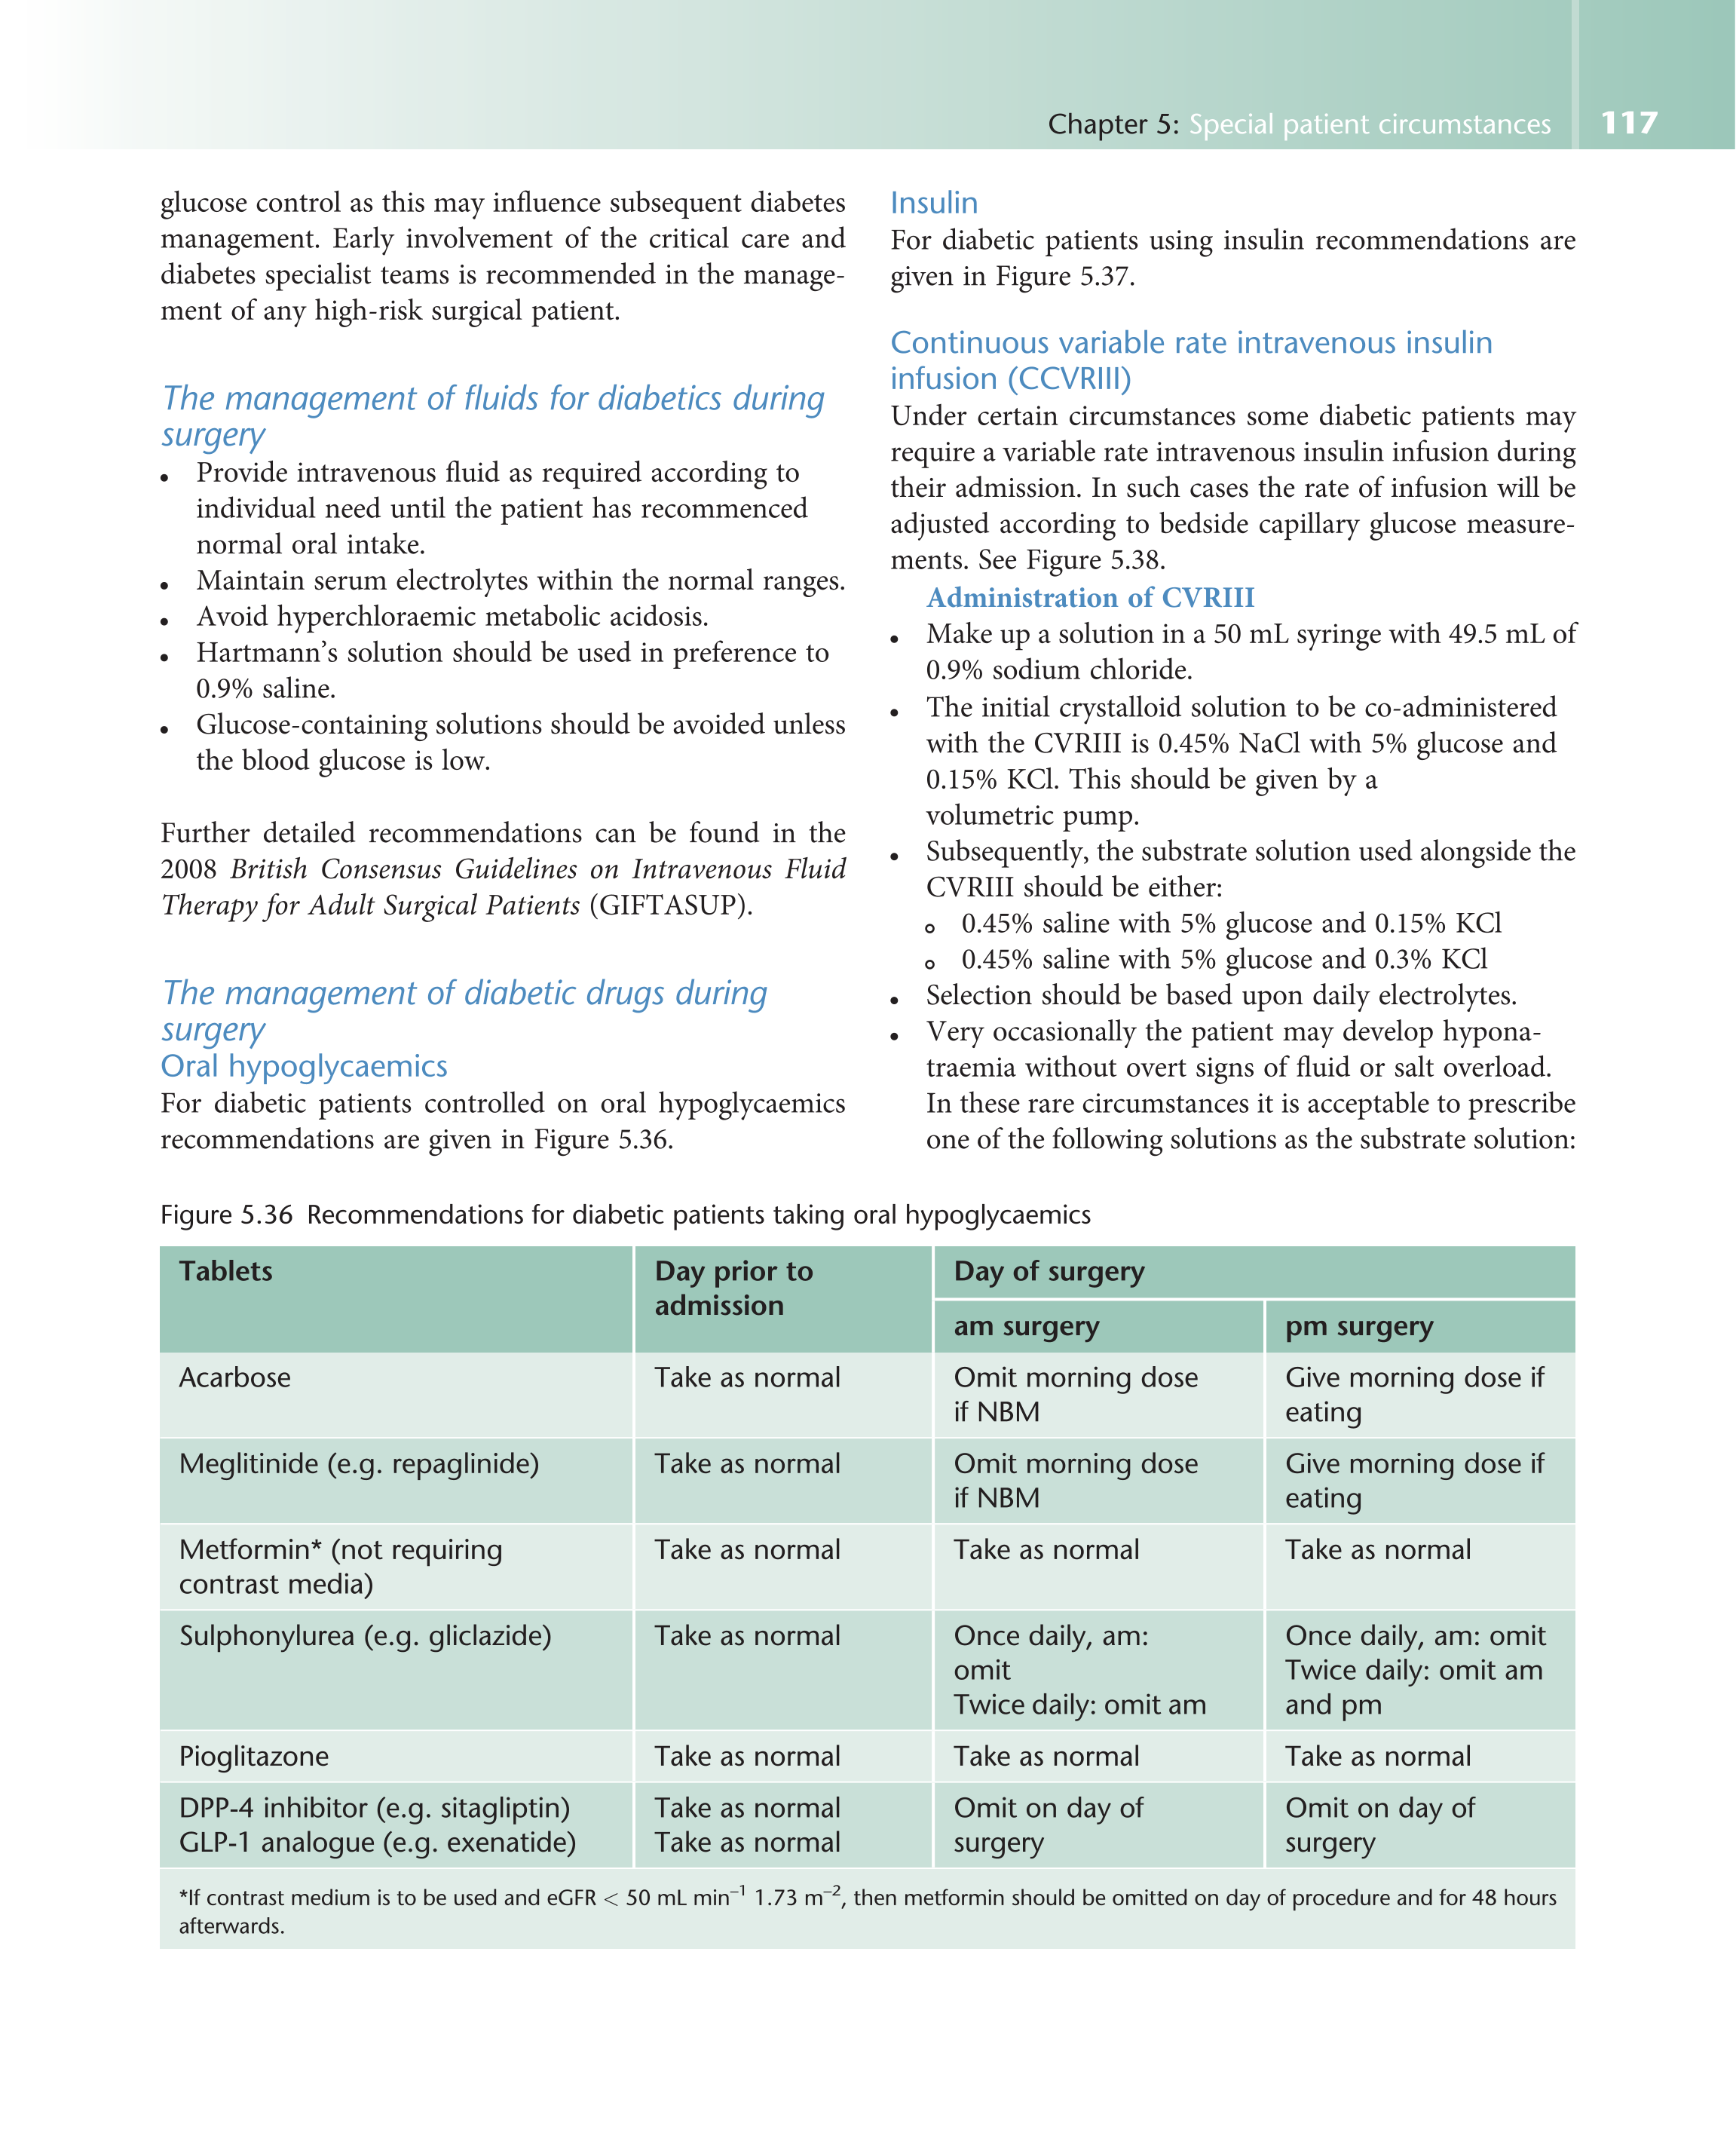 Chapter 5: Special patient circumstances 117
glucose control as this may influence subsequent diabetes
management. Early involvement of the critical care and
diabetes specialist teams is recommended in the manage-
ment of any high-risk surgical patient.
The management of fluids for diabetics during
surgery
• Provide intravenous fluid as required according to
individual need until the patient has recommenced
normal oral intake.
• Maintain serum electrolytes within the normal ranges.
• Avoid hyperchloraemic metabolic acidosis.
• Hartmann’s solution should be used in preference to
0.9% saline.
• Glucose-containing solutions should be avoided unless
the blood glucose is low.
Further detailed recommendations can be found in the
2008 British Consensus Guidelines on Intravenous Fluid
Therapy for Adult Surgical Patients (GIFTASUP).
The management of diabetic drugs during
surgery
Oral hypoglycaemics
For diabetic patients controlled on oral hypoglycaemics
recommendations are given in Figure 5.36.
Insulin
For diabetic patients using insulin recommendations are
given in Figure 5.37.
Continuous variable rate intravenous insulin
infusion (CCVRIII)
Under certain circumstances some diabetic patients may
require a variable rate intravenous insulin infusion during
their admission. In such cases the rate of infusion will be
adjusted according to bedside capillary glucose measure-
ments. See Figure 5.38.
Administration of CVRIII
• Make up a solution in a 50 mL syringe with 49.5 mL of
0.9% sodium chloride.
• The initial crystalloid solution to be co-administered
with the CVRIII is 0.45% NaCl with 5% glucose and
0.15% KCl. This should be given by a
volumetric pump.
• Subsequently, the substrate solution used alongside the
CVRIII should be either:
◦ 0.45% saline with 5% glucose and 0.15% KCl
◦ 0.45% saline with 5% glucose and 0.3% KCl
• Selection should be based upon daily electrolytes.
• Very occasionally the patient may develop hypona-
traemia without overt signs of fluid or salt overload.
In these rare circumstances it is acceptable to prescribe
one of the following solutions as the substrate solution:
Figure 5.36 Recommendations for diabetic patients taking oral hypoglycaemics
Tablets Day prior to Day of surgery
admission
am surgery pm surgery
Acarbose Take as normal Omit morning dose Give morning dose if
if NBM eating
Meglitinide (e.g. repaglinide) Take as normal Omit morning dose Give morning dose if
if NBM eating
Metformin* (not requiring Take as normal Take as normal Take as normal
contrast media)
Sulphonylurea (e.g. gliclazide) Take as normal Once daily, am: Once daily, am: omit
omit Twice daily: omit am
Twice daily: omit am and pm
Pioglitazone Take as normal Take as normal Take as normal
DPP-4 inhibitor (e.g. sitagliptin) Take as normal Omit on day of Omit on day of
GLP-1 analogue (e.g. exenatide) Take as normal surgery surgery
*If contrast medium is to be used and eGFR < 50 mL min⁻¹ 1.73 m⁻², then metformin should be omitted on day of procedure and for 48 hours
afterwards.